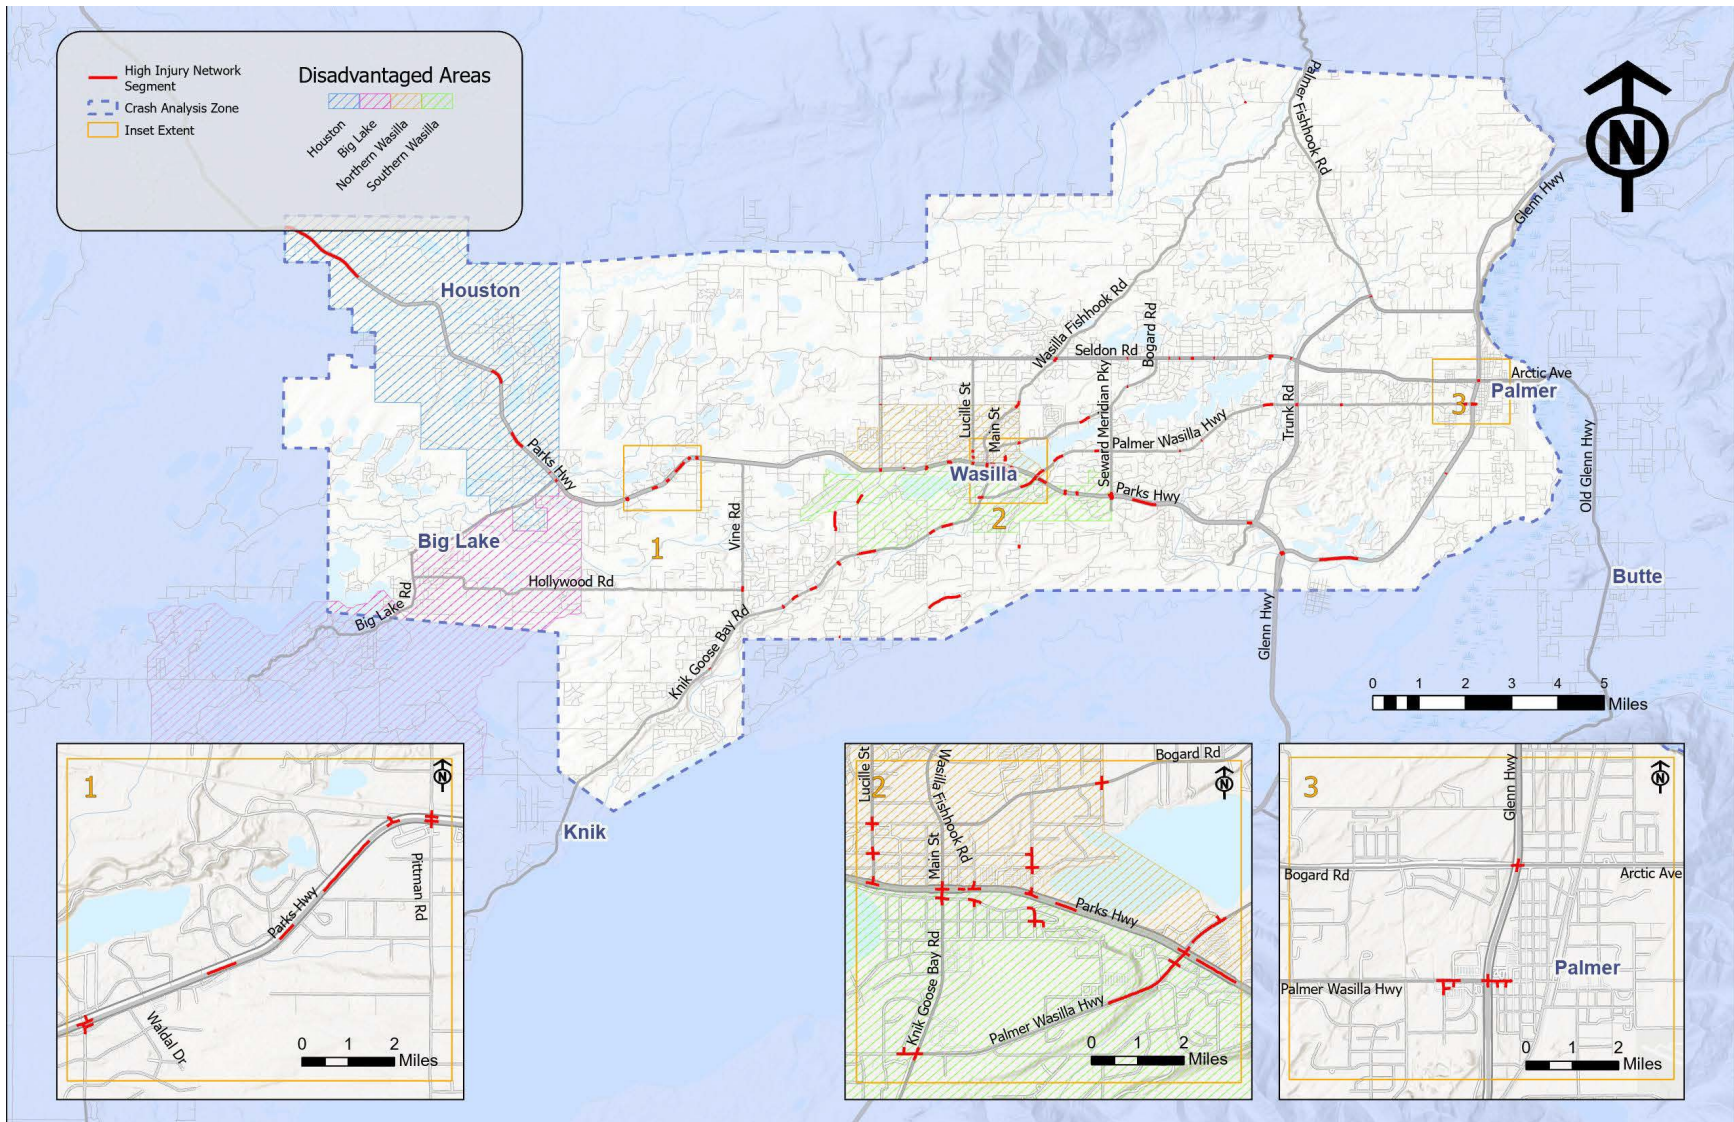 High Injury Network
Segment
Crash Analysis Zone
Inset Extent
Disadvantaged Areas
Houston
Big Lake
Northern Wasilla
Southern Wasilla
N
Palmer Fishhook Rd
Glenn Hwy
Houston
Wasilla Fishhook Rd
Bogard Rd
Seldon Rd
Seward Meridian Pky
Lucille St
Main St
Trunk Rd
Arctic Ave
Palmer
3
Palmer Wasilla Hwy
Parks Hwy
Wasilla
Parks Hwy
2
Old Glenn Hwy
Vine Rd
Big Lake
1
Hollywood Rd
Big Lake Rd
Knik Goose Bay Rd
Glenn Hwy
Butte
0 1 2 3 4 5
Miles
Knik
1
N
Parks Hwy
Pittman Rd
Waldal Dr
0 1 2
Miles
2
N
Lucille St
Wasilla Fishhook Rd
Bogard Rd
Main St
Parks Hwy
Knik Goose Bay Rd
Palmer Wasilla Hwy
0 1 2
Miles
3
N
Glenn Hwy
Bogard Rd
Arctic Ave
Palmer
Palmer Wasilla Hwy
0 1 2
Miles